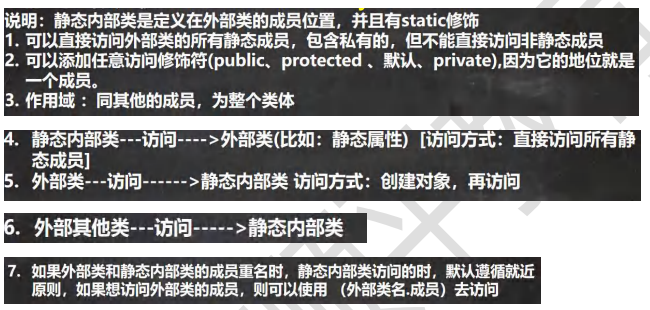 说明：静态内部类是定义在外部类的成员位置，并且有static修饰
1. 可以直接访问外部类的所有静态成员，包含私有的，但不能直接访问非静态成员
2. 可以添加任意访问修饰符(public、protected 、默认、private),因为它的地位就是
一个成员。
3. 作用域 ：同其他的成员，为整个类体
4. 静态内部类---访问---->外部类(比如：静态属性) [访问方式：直接访问所有静
态成员]
5. 外部类---访问------>静态内部类 访问方式：创建对象，再访问
6. 外部其他类---访问----->静态内部类
7. 如果外部类和静态内部类的成员重名时，静态内部类访问的时，默认遵循就近
原则，如果想访问外部类的成员，则可以使用 （外部类名.成员）去访问